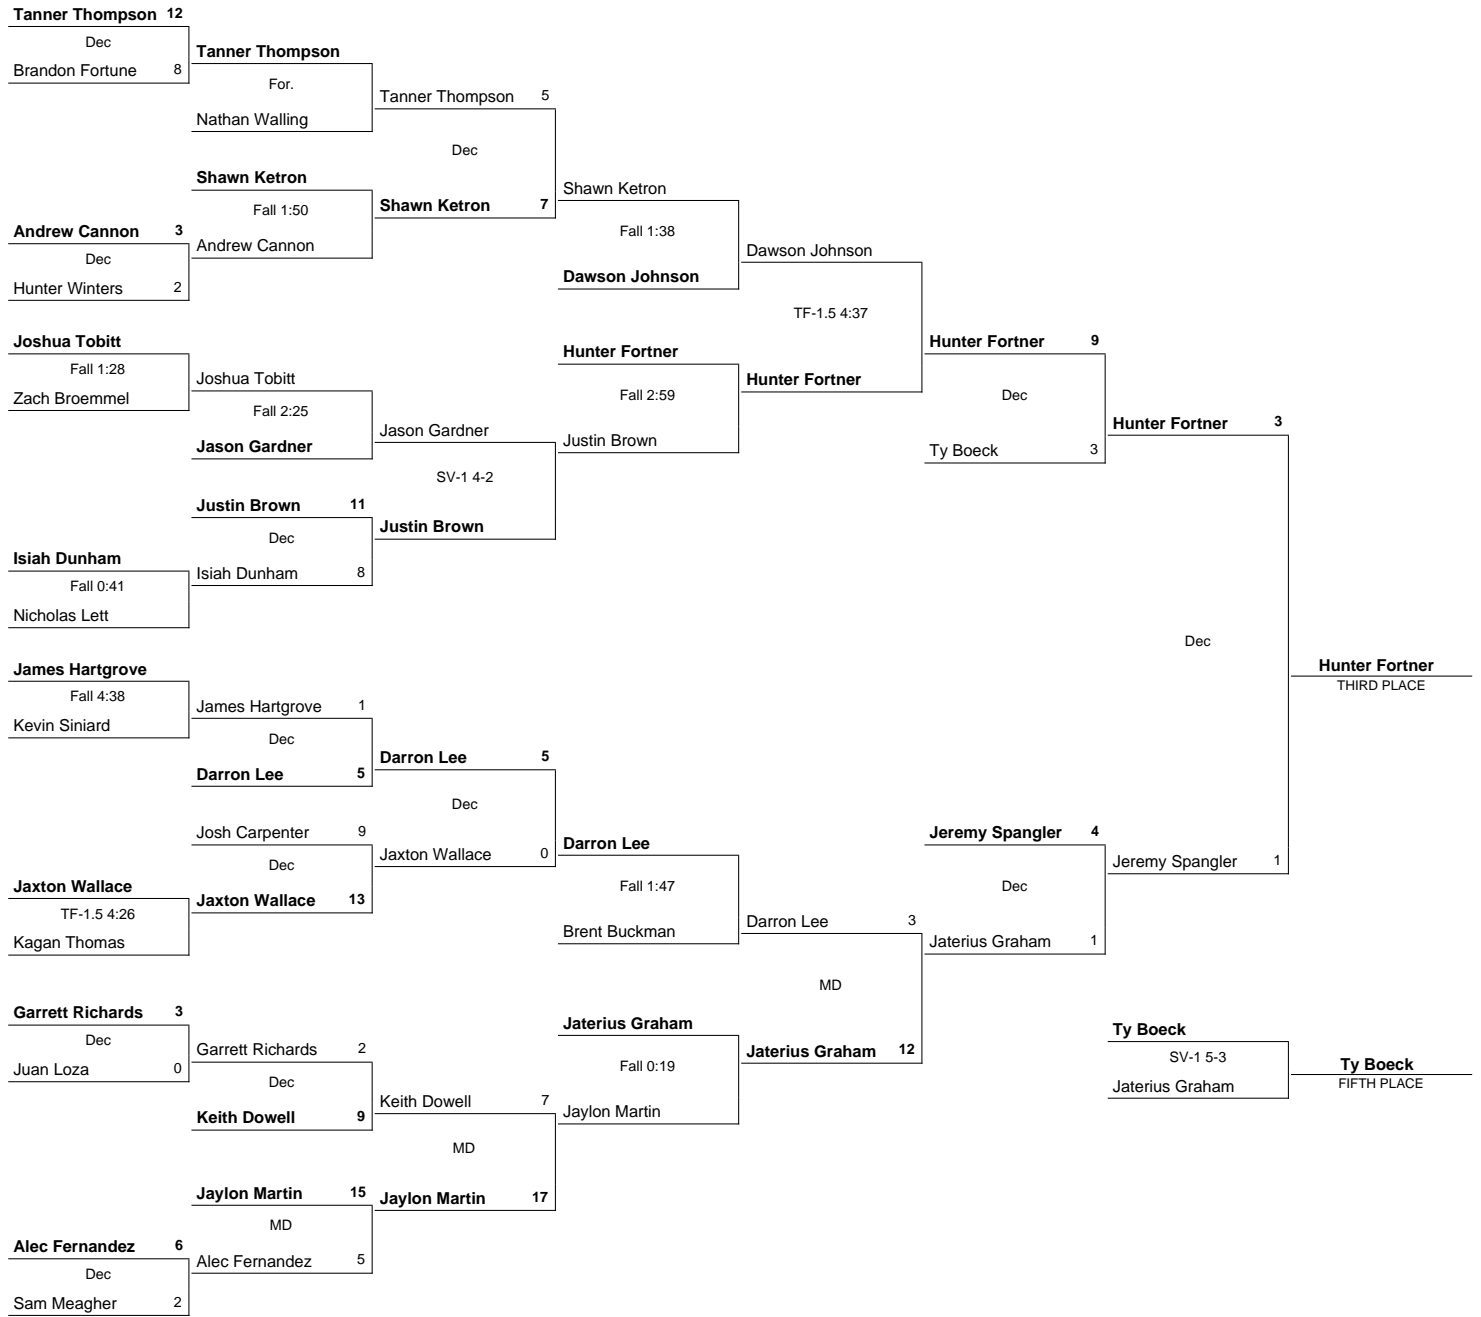 Tanner Thompson 12
Dec
Brandon Fortune 8
Andrew Cannon 3
Dec
Hunter Winters 2
Joshua Tobitt
Fall 1:28
Zach Broemmel
Isiah Dunham
Fall 0:41
Nicholas Lett
James Hartgrove
Fall 4:38
Kevin Siniard
Jaxton Wallace
TF-1.5 4:26
Kagan Thomas
Garrett Richards 3
Dec
Juan Loza 0
Alec Fernandez 6
Dec
Sam Meagher 2
Tanner Thompson
For.
Nathan Walling
Shawn Ketron
Fall 1:50
Andrew Cannon
Joshua Tobitt
Fall 2:25
Jason Gardner
Justin Brown 11
Dec
Isiah Dunham 8
James Hartgrove 1
Dec
Darron Lee 5
Josh Carpenter 9
Dec
Jaxton Wallace 13
Garrett Richards 2
Dec
Keith Dowell 9
Jaylon Martin 15
MD
Alec Fernandez 5
Tanner Thompson 5
Dec
Shawn Ketron 7
Jason Gardner
SV-1 4-2
Justin Brown
Darron Lee 5
Dec
Jaxton Wallace 0
Keith Dowell 7
MD
Jaylon Martin 17
Shawn Ketron
Fall 1:38
Dawson Johnson
Hunter Fortner
Fall 2:59
Justin Brown
Darron Lee
Fall 1:47
Brent Buckman
Jaterius Graham
Fall 0:19
Jaylon Martin
Dawson Johnson
TF-1.5 4:37
Hunter Fortner
Darron Lee 3
MD
Jaterius Graham 12
Hunter Fortner 9
Dec
Ty Boeck 3
Jeremy Spangler 4
Dec
Jaterius Graham 1
Hunter Fortner 3
Dec
Jeremy Spangler 1
Ty Boeck
SV-1 5-3
Jaterius Graham
Hunter Fortner
THIRD PLACE
Ty Boeck
FIFTH PLACE